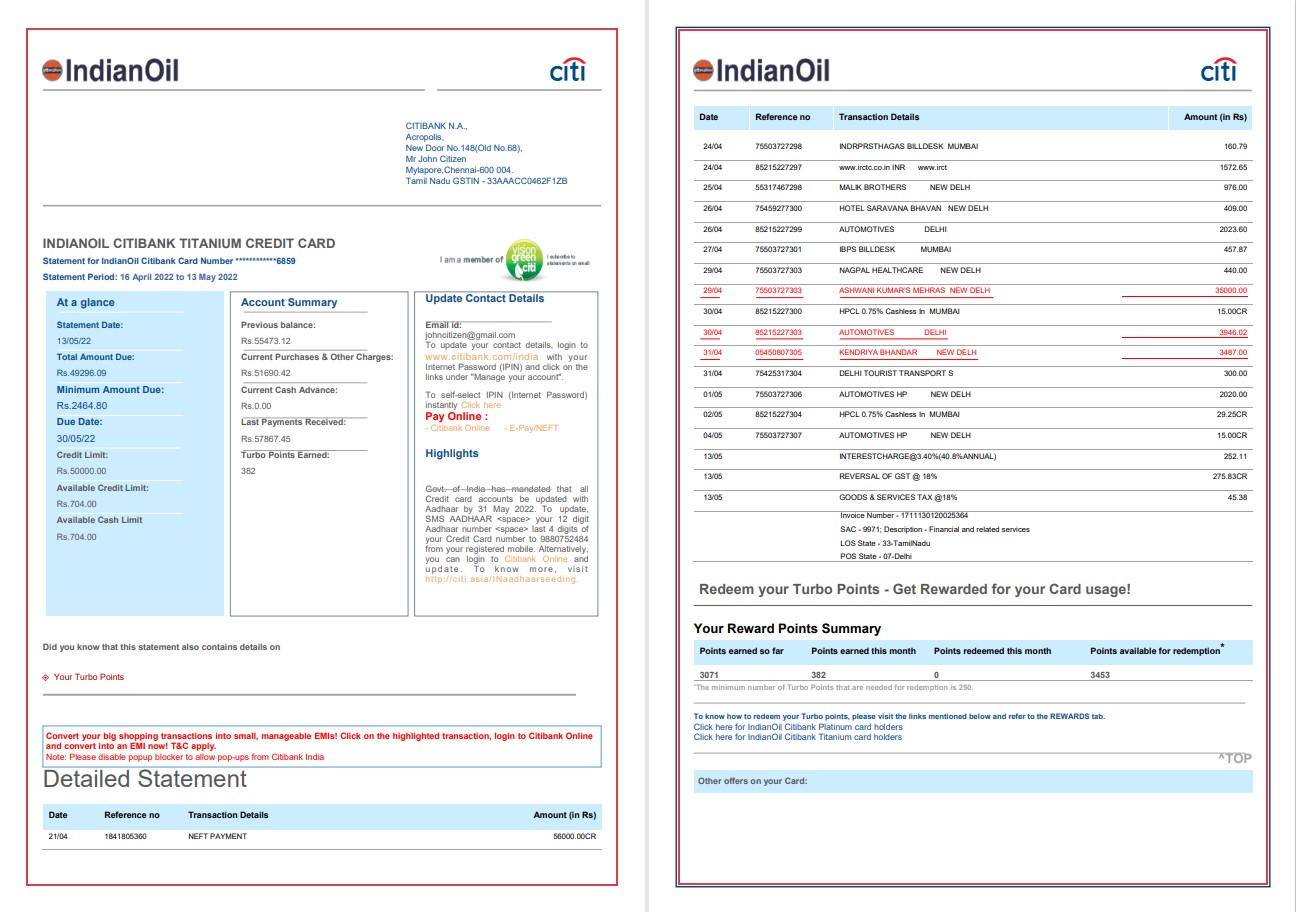 IndianOil
citi
CITIBANK N.A.,
Acropolis,
New Door No.148(Old No.68),
Mr John Citizen
Mylapore,Chennai-600 004.
Tamil Nadu GSTIN - 33AAACC0462F1ZB
INDIANOIL CITIBANK TITANIUM CREDIT CARD
Statement for IndianOil Citibank Card Number ************6859
Statement Period: 16 April 2022 to 13 May 2022
I am a member of
vision green citi
I subscribe to
statements on email
At a glance
Statement Date:
13/05/22
Total Amount Due:
Rs.49296.09
Minimum Amount Due:
Rs.2464.80
Due Date:
30/05/22
Credit Limit:
Rs.50000.00
Available Credit Limit:
Rs.704.00
Available Cash Limit
Rs.704.00
Account Summary
Previous balance:
Rs.55473.12
Current Purchases & Other Charges:
Rs.51690.42
Current Cash Advance:
Rs.0.00
Last Payments Received:
Rs.57867.45
Turbo Points Earned:
382
Update Contact Details
Email id:
johncitizen@gmail.com
To update your contact details, login to
www.citibank.com/india with your
Internet Password (IPIN) and click on the
links under "Manage your account".
To self-select IPIN (Internet Password)
instantly Click here
Pay Online :
- Citibank Online - E-Pay/NEFT
Highlights
Govt. of India has mandated that all
Credit card accounts be updated with
Aadhaar by 31 May 2022. To update,
SMS AADHAAR <space> your 12 digit
Aadhaar number <space> last 4 digits of
your Credit Card number to 9880752484
from your registered mobile. Alternatively,
you can login to Citibank Online and
update. To know more, visit
http://citi.asia/INaadhaarseeding.
Did you know that this statement also contains details on
Your Turbo Points
Convert your big shopping transactions into small, manageable EMIs! Click on the highlighted transaction, login to Citibank Online
and convert into an EMI now! T&C apply.
Note: Please disable popup blocker to allow pop-ups from Citibank India
Detailed Statement
Date Reference no Transaction Details Amount (in Rs)
21/04 1841805360 NEFT PAYMENT 56000.00CR
IndianOil
citi
Date Reference no Transaction Details Amount (in Rs)
24/04 75503727298 INDRPRSTHAGAS BILLDESK MUMBAI 160.79
24/04 85215227297 www.irctc.co.in INR www.irct 1572.65
25/04 55317467298 MALIK BROTHERS NEW DELH 976.00
26/04 75459277300 HOTEL SARAVANA BHAVAN NEW DELH 409.00
26/04 85215227299 AUTOMOTIVES DELHI 2023.60
27/04 75503727301 IBPS BILLDESK MUMBAI 457.87
29/04 75503727303 NAGPAL HEALTHCARE NEW DELH 440.00
29/04 75503727303 ASHWANI KUMAR'S MEHRAS NEW DELH 35000.00
30/04 85215227300 HPCL 0.75% Cashless In MUMBAI 15.00CR
30/04 85215227303 AUTOMOTIVES DELHI 3946.02
31/04 05450807305 KENDRIYA BHANDAR NEW DELH 3487.00
31/04 75425317304 DELHI TOURIST TRANSPORT S 300.00
01/05 75503727306 AUTOMOTIVES HP NEW DELH 2020.00
02/05 85215227304 HPCL 0.75% Cashless In MUMBAI 29.25CR
04/05 75503727307 AUTOMOTIVES HP NEW DELH 15.00CR
13/05 INTERESTCHARGE@3.40%(40.8%ANNUAL) 252.11
13/05 REVERSAL OF GST @ 18% 275.83CR
13/05 GOODS & SERVICES TAX @18% 45.38
Invoice Number - 1711130120025364
SAC - 9971; Description - Financial and related services
LOS State - 33-TamilNadu
POS State - 07-Delhi
Redeem your Turbo Points - Get Rewarded for your Card usage!
Your Reward Points Summary
Points earned so far Points earned this month Points redeemed this month Points available for redemption*
3071 382 0 3453
*The minimum number of Turbo Points that are needed for redemption is 250.
To know how to redeem your Turbo points, please visit the links mentioned below and refer to the REWARDS tab.
Click here for IndianOil Citibank Platinum card holders
Click here for IndianOil Citibank Titanium card holders
^TOP
Other offers on your Card: